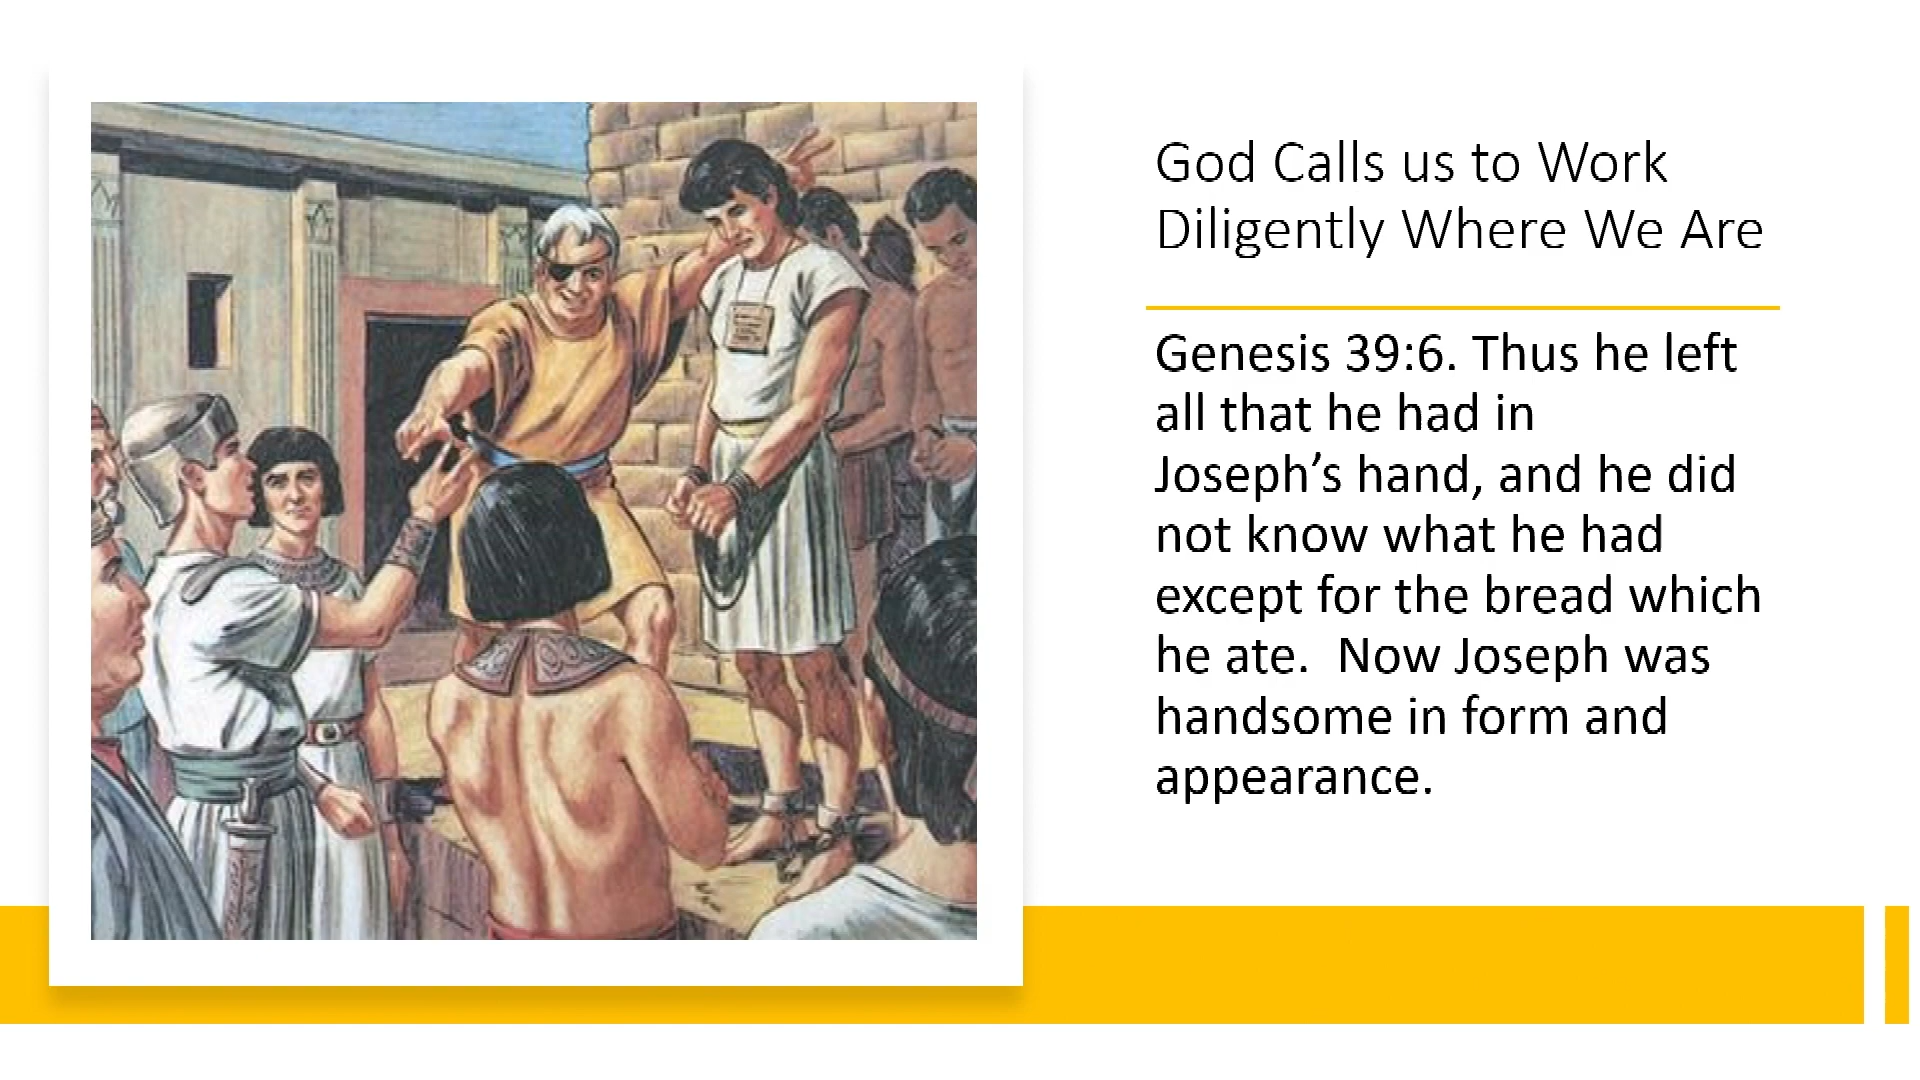 God Calls us to Work
Diligently Where We Are
Genesis 39:6. Thus he left
all that he had in
Joseph’s hand, and he did
not know what he had
except for the bread which
he ate.  Now Joseph was
handsome in form and
appearance.